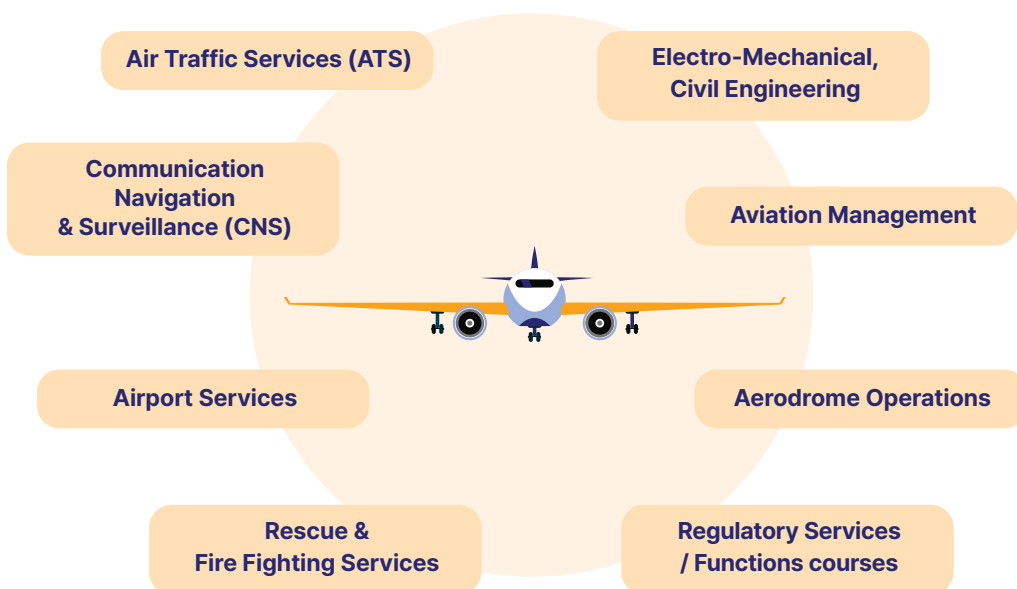 Air Traffic Services (ATS)
Electro-Mechanical,
Civil Engineering
Communication
Navigation
& Surveillance (CNS)
Aviation Management
Airport Services
Aerodrome Operations
Rescue &
Fire Fighting Services
Regulatory Services
/ Functions courses